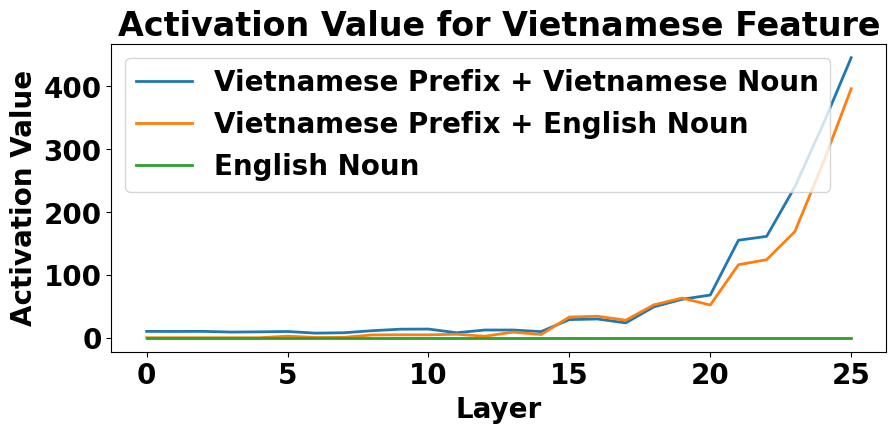 Activation Value for Vietnamese Feature
Vietnamese Prefix + Vietnamese Noun
Vietnamese Prefix + English Noun
English Noun
Activation Value
400
300
200
100
0
0 5 10 15 20 25
Layer